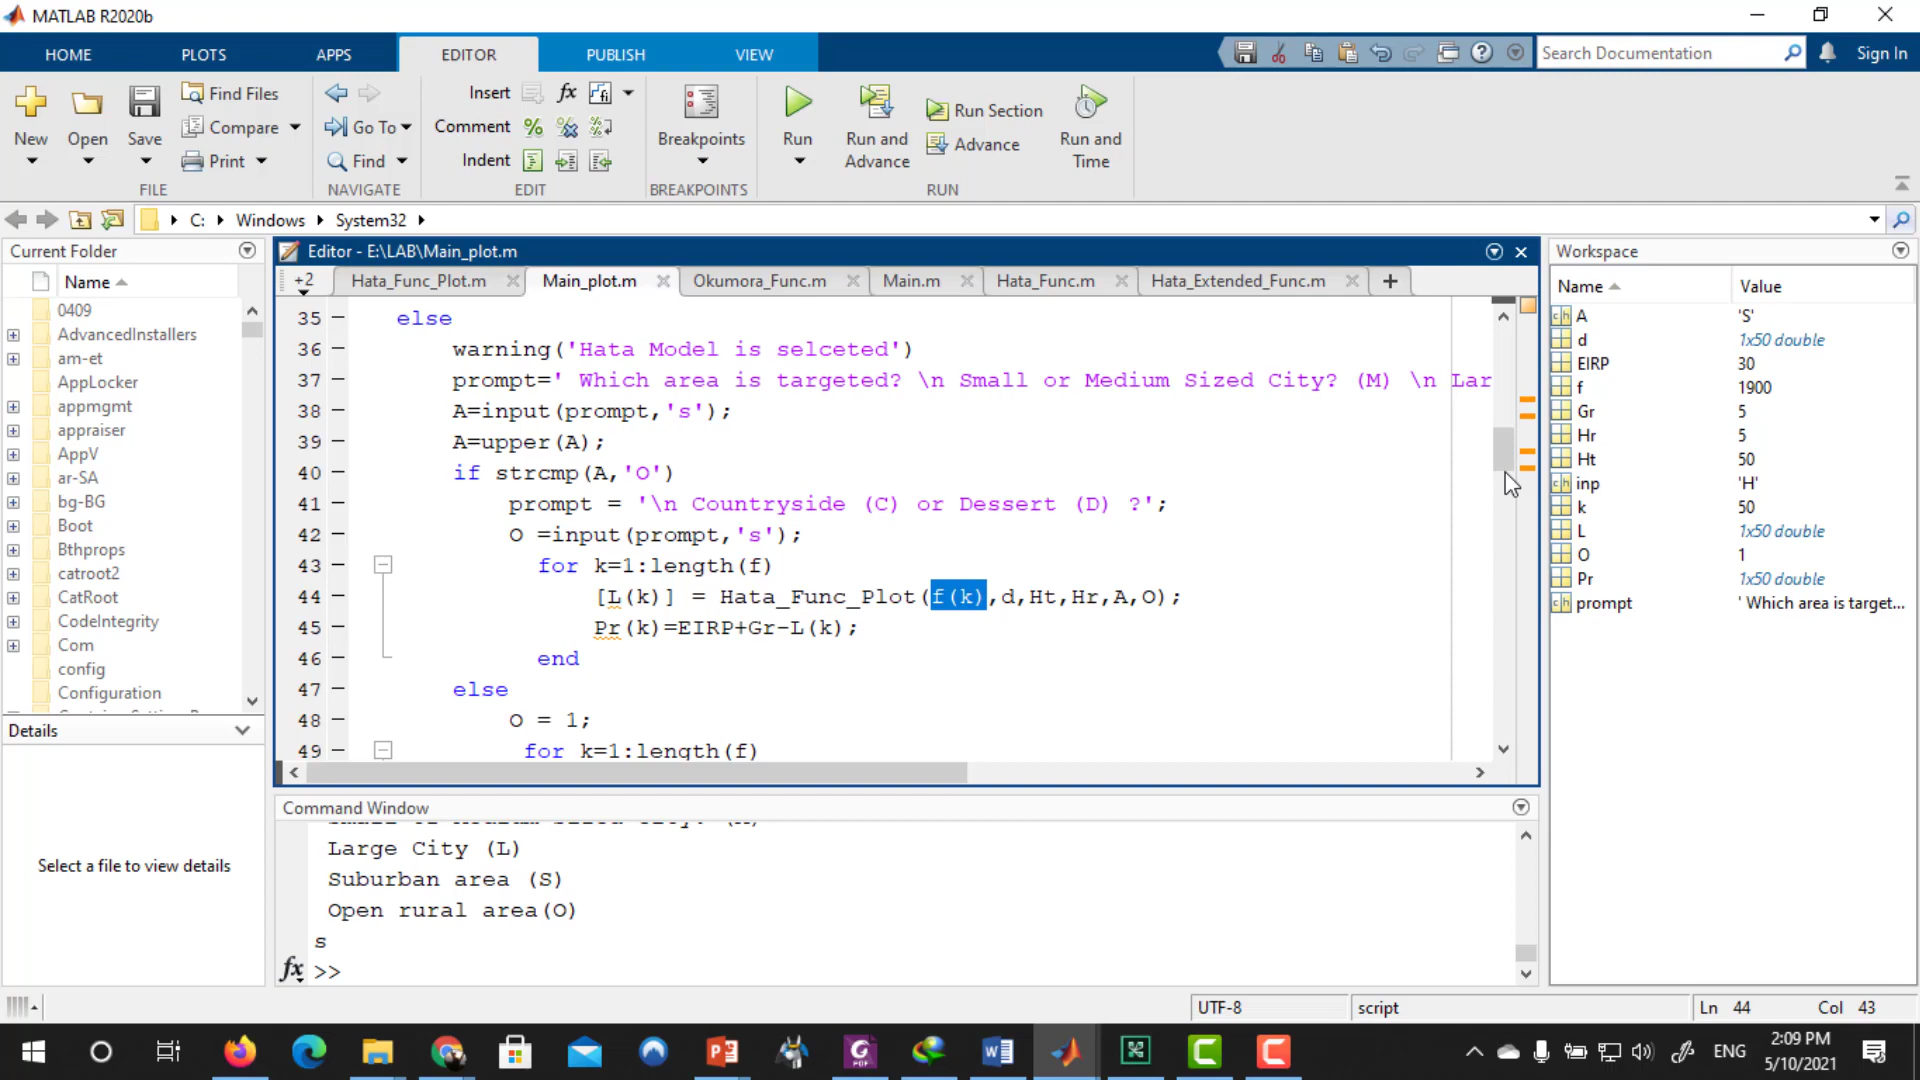 MATLAB R2020b
HOME PLOTS APPS EDITOR PUBLISH VIEW
Search Documentation
Sign In
New Open Save
Find Files
Compare
Print
Go To
Find
Insert fx
Comment
Indent
Breakpoints
Run
Run and Advance
Run Section
Advance
Run and Time
FILE NAVIGATE EDIT BREAKPOINTS RUN
C: Windows System32
Current Folder
Name
0409
AdvancedInstallers
am-et
AppLocker
appmgmt
appraiser
AppV
ar-SA
bg-BG
Boot
Bthprops
catroot2
CatRoot
CodeIntegrity
Com
config
Configuration
Details
Select a file to view details
Editor - E:\LAB\Main_plot.m
+2 Hata_Func_Plot.m Main_plot.m Okumora_Func.m Main.m Hata_Func.m Hata_Extended_Func.m
35 else
36 warning('Hata Model is selceted')
37 prompt=' Which area is targeted? \n Small or Medium Sized City? (M) \n Lar
38 A=input(prompt,'s');
39 A=upper(A);
40 if strcmp(A,'O')
41 prompt = '\n Countryside (C) or Dessert (D) ?';
42 O =input(prompt,'s');
43 for k=1:length(f)
44 [L(k)] = Hata_Func_Plot(f(k),d,Ht,Hr,A,O);
45 Pr(k)=EIRP+Gr-L(k);
46 end
47 else
48 O = 1;
49 for k=1:length(f)
Command Window
Large City (L)
Suburban area (S)
Open rural area(O)
s
fx >>
Workspace
Name Value
A 'S'
d 1x50 double
EIRP 30
f 1900
Gr 5
Hr 5
Ht 50
inp 'H'
k 50
L 1x50 double
O 1
Pr 1x50 double
prompt ' Which area is target...
UTF-8 script Ln 44 Col 43
ENG
2:09 PM
5/10/2021